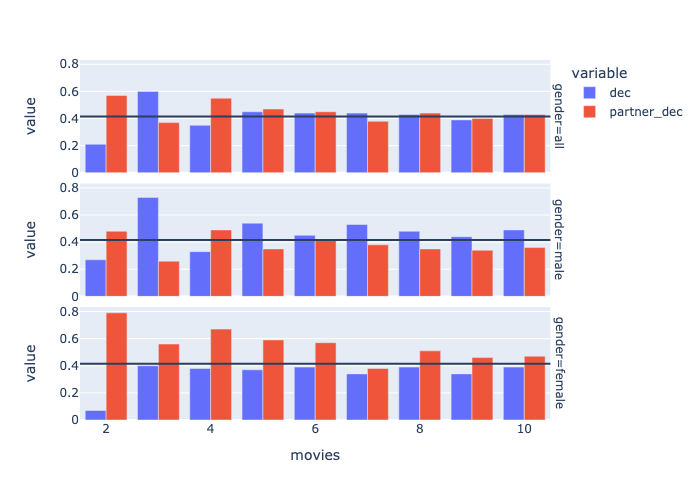 variable
dec
partner_dec
0.8
0.6
0.4
0.2
0
value
gender=all
0.8
0.6
0.4
0.2
0
value
gender=male
0.8
0.6
0.4
0.2
0
value
gender=female
2 4 6 8 10
movies